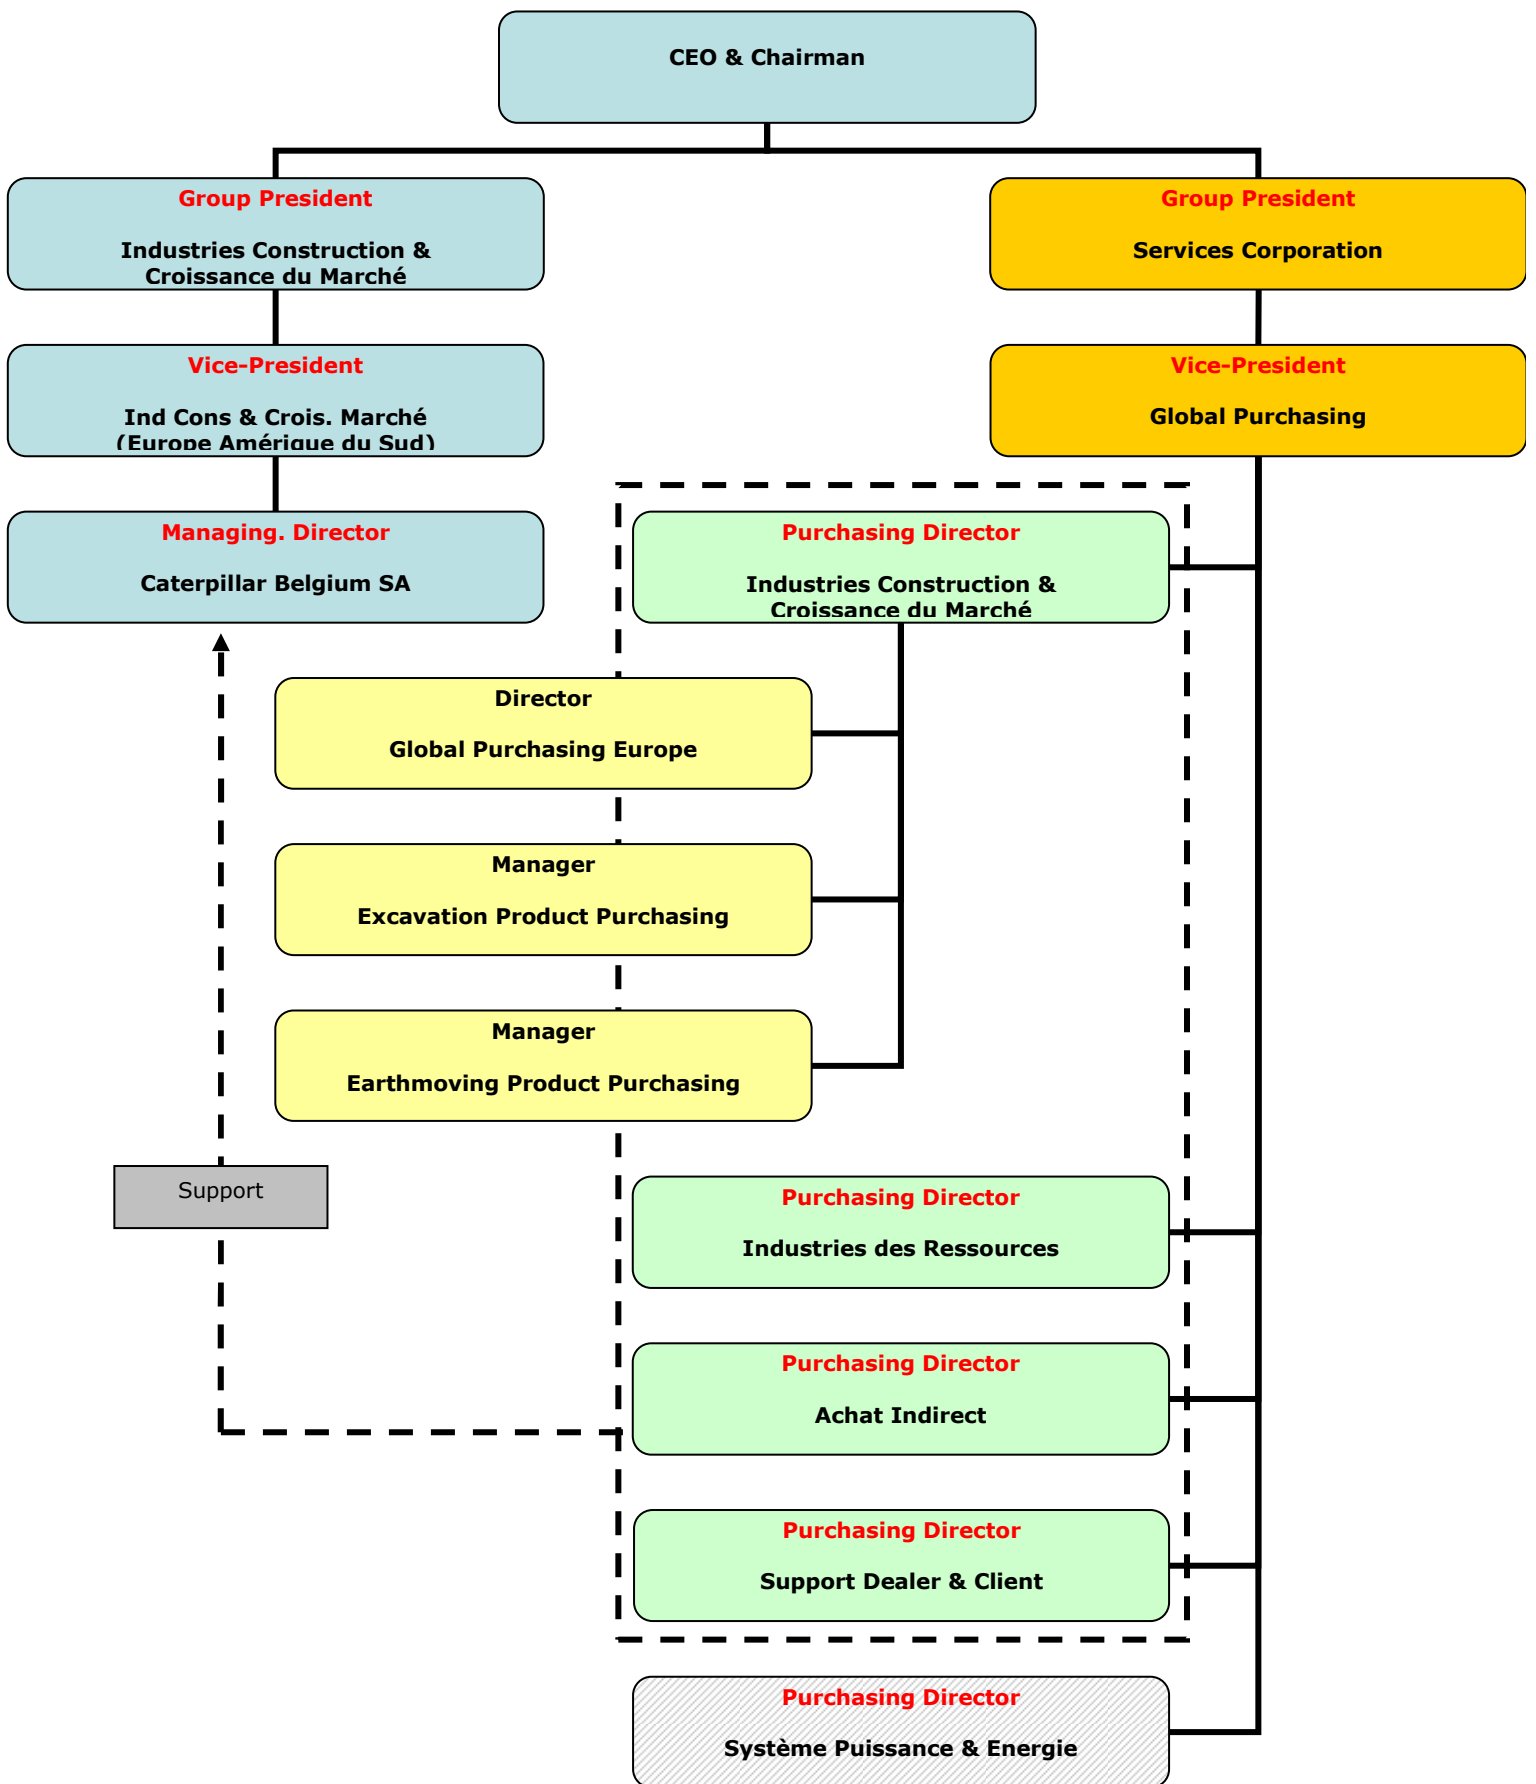 CEO & Chairman
Group President
Industries Construction &
Croissance du Marché
Group President
Services Corporation
Vice-President
Ind Cons & Crois. Marché
(Europe Amérique du Sud)
Vice-President
Global Purchasing
Managing. Director
Caterpillar Belgium SA
Purchasing Director
Industries Construction &
Croissance du Marché
Director
Global Purchasing Europe
Manager
Excavation Product Purchasing
Manager
Earthmoving Product Purchasing
Support
Purchasing Director
Industries des Ressources
Purchasing Director
Achat Indirect
Purchasing Director
Support Dealer & Client
Purchasing Director
Système Puissance & Energie